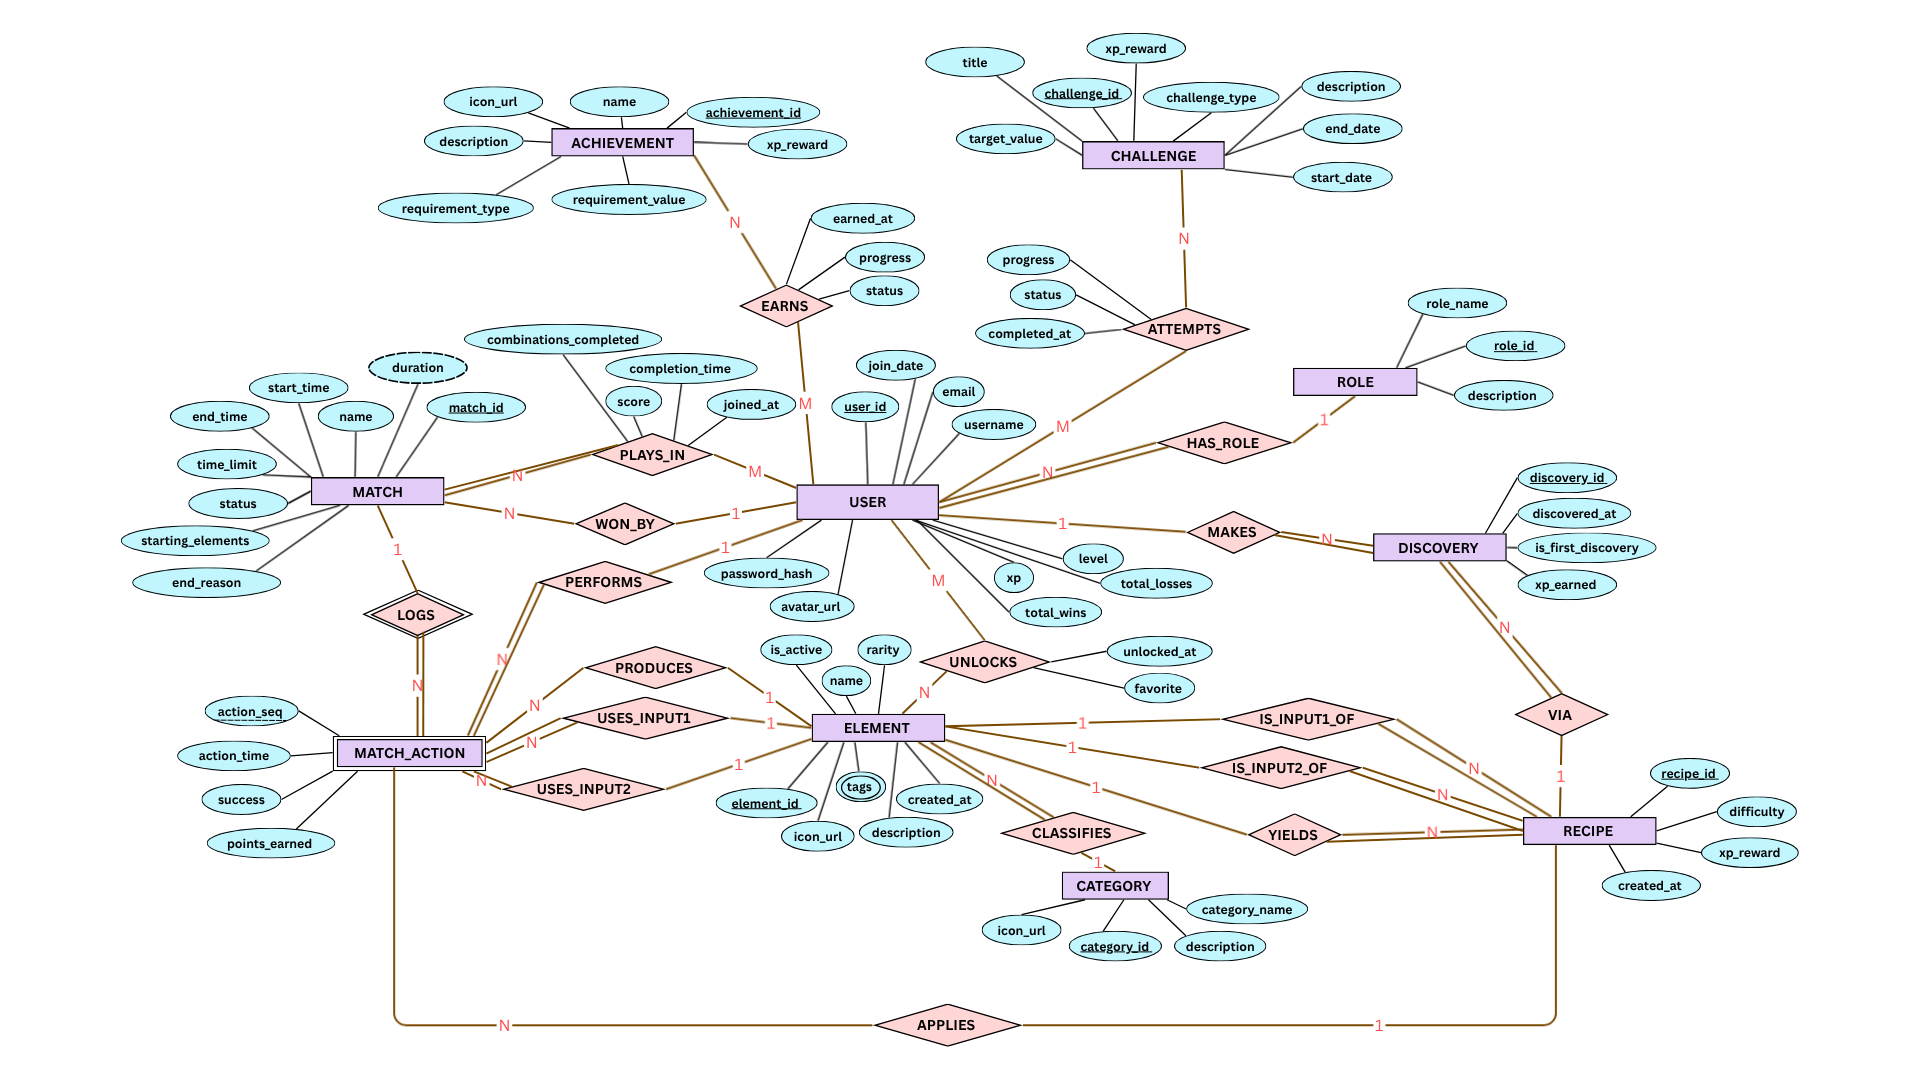 xp_reward
title
challenge_id
challenge_type
description
target_value
end_date
CHALLENGE
start_date
icon_url
name
achievement_id
description
ACHIEVEMENT
xp_reward
requirement_type
requirement_value
N
earned_at
progress
status
EARNS
M
N
progress
status
completed_at
ATTEMPTS
M
role_name
role_id
ROLE
description
1
HAS_ROLE
N
combinations_completed
completion_time
score
joined_at
PLAYS_IN
N
M
duration
start_time
end_time
name
match_id
time_limit
MATCH
status
starting_elements
end_reason
N
WON_BY
1
join_date
user_id
email
username
USER
password_hash
avatar_url
level
xp
total_losses
total_wins
1
MAKES
N
discovery_id
discovered_at
DISCOVERY
is_first_discovery
xp_earned
N
VIA
1
1
LOGS
N
1
PERFORMS
N
M
UNLOCKS
unlocked_at
favorite
N
action_seq
MATCH_ACTION
action_time
success
points_earned
N
PRODUCES
1
N
USES_INPUT1
1
N
USES_INPUT2
1
is_active
rarity
name
ELEMENT
tags
element_id
created_at
icon_url
description
1
IS_INPUT1_OF
N
1
IS_INPUT2_OF
N
1
YIELDS
N
N
CLASSIFIES
1
CATEGORY
category_name
icon_url
category_id
description
recipe_id
difficulty
RECIPE
xp_reward
created_at
N
APPLIES
1